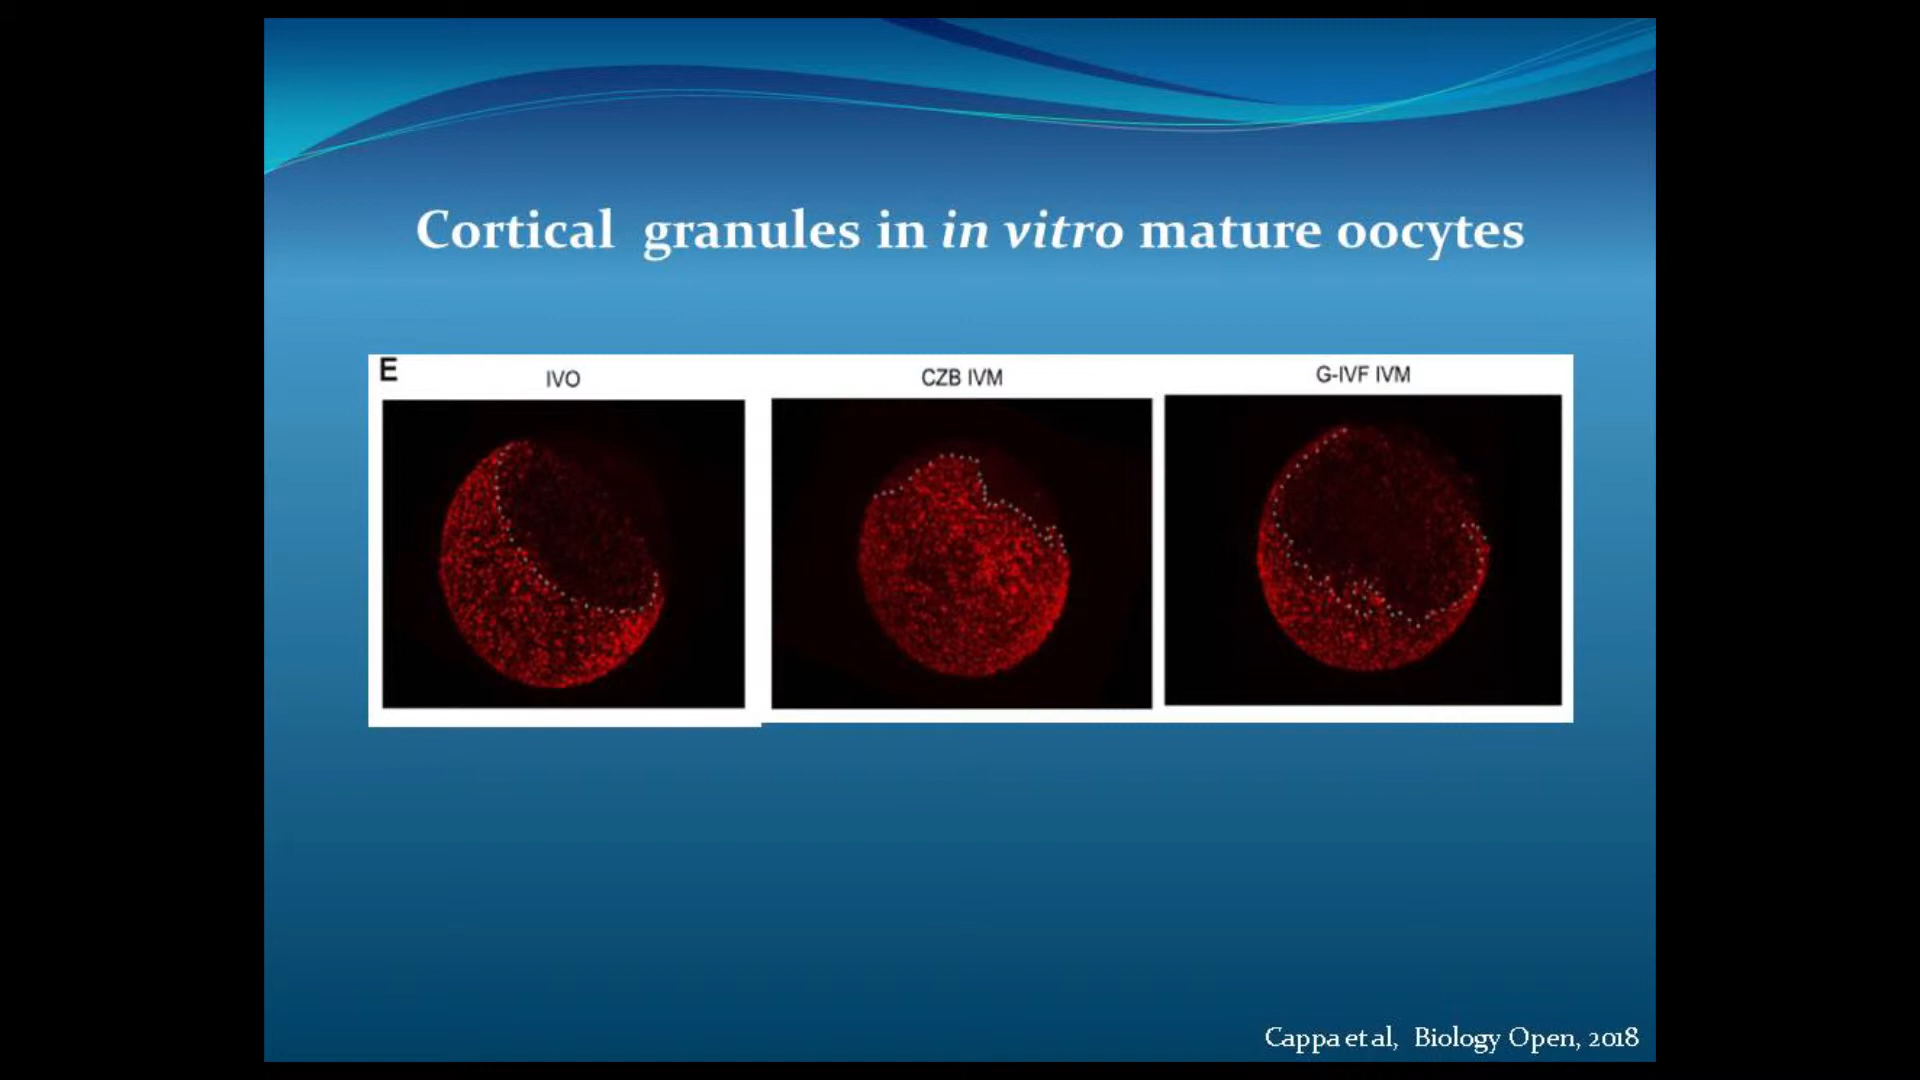 Cortical granules in in vitro mature oocytes
E
IVO
CZB IVM
G-IVF IVM
Cappa et al, Biology Open, 2018